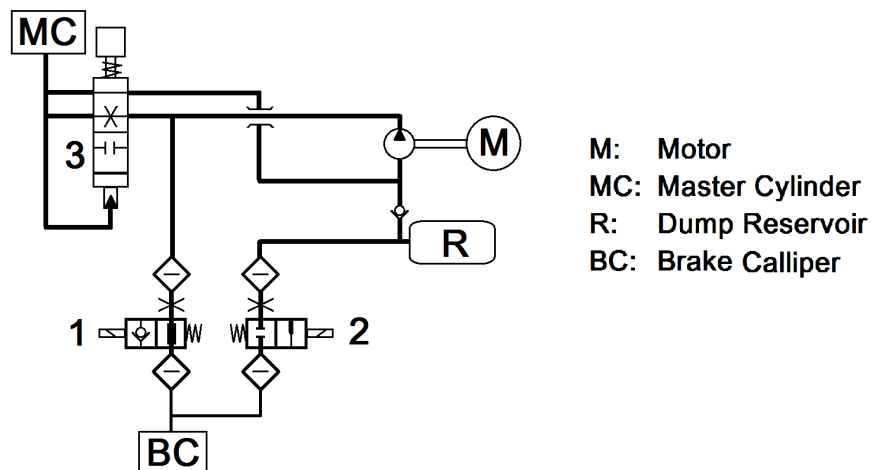 MC
3
M
M: Motor
MC: Master Cylinder
R: Dump Reservoir
BC: Brake Calliper
R
1
2
BC